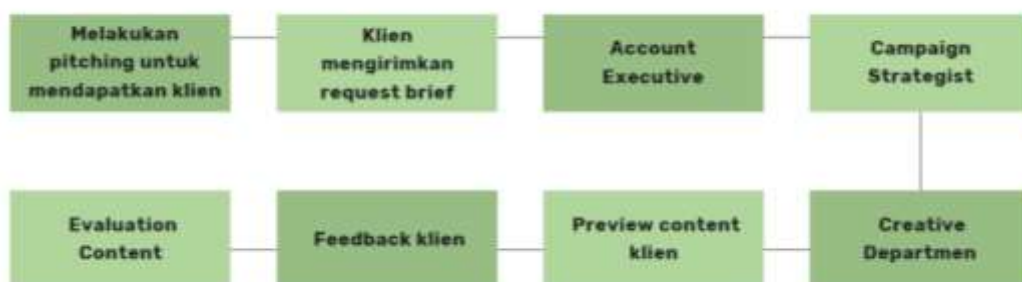 Melakukan
pitching untuk
mendapatkan klien
Klien
mengirimkan
request brief
Account
Executive
Campaign
Strategist
Evaluation
Content
Feedback klien
Preview content
klien
Creative
Departmen